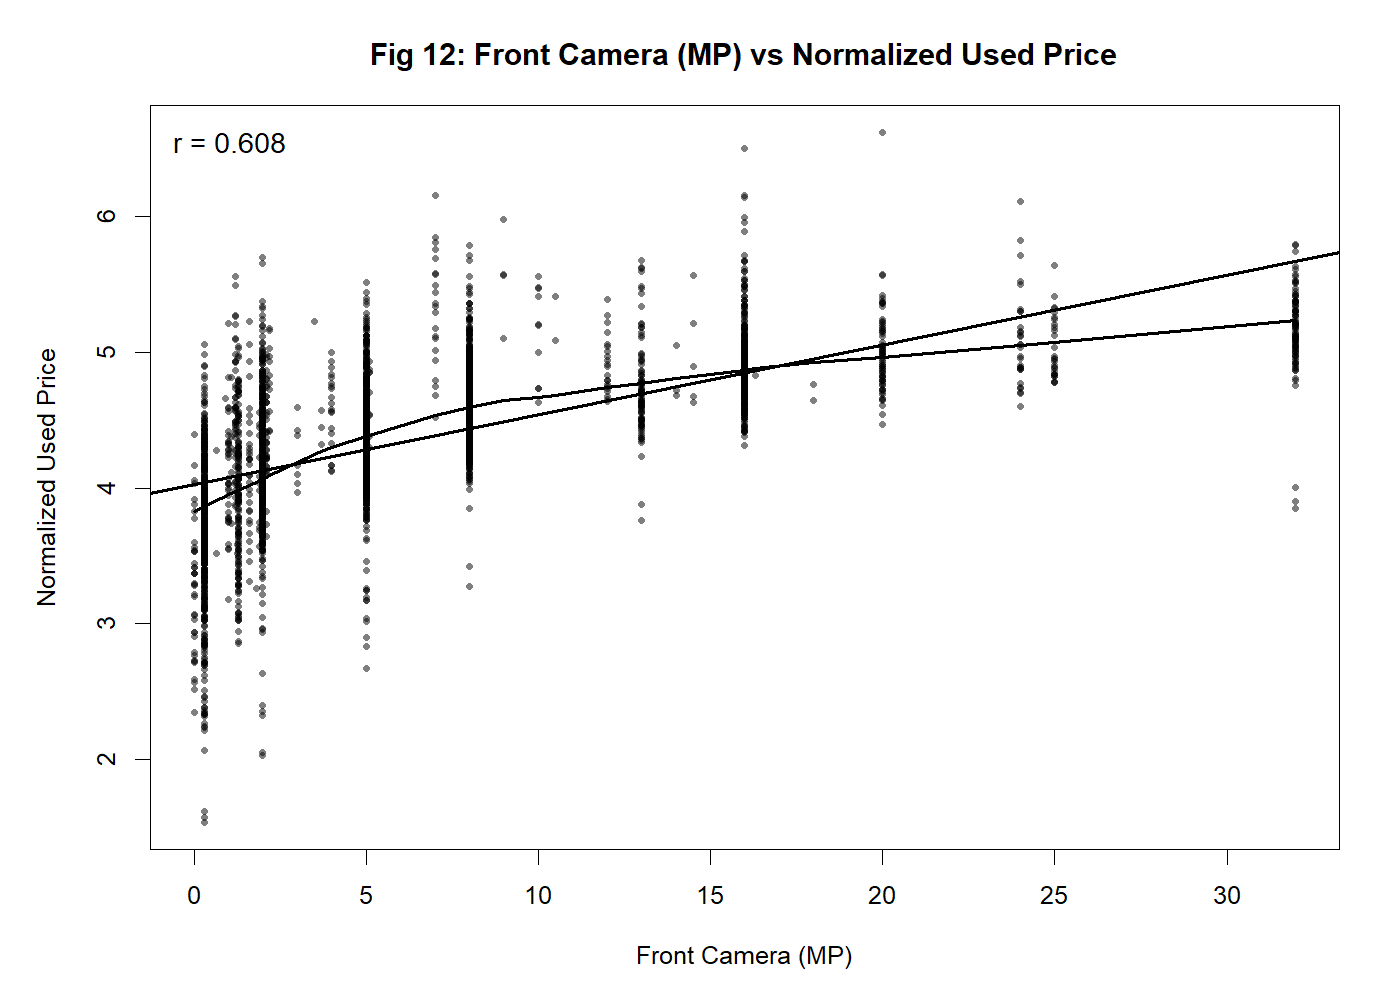 Fig 12: Front Camera (MP) vs Normalized Used Price
r = 0.608
6
5
4
3
2
Normalized Used Price
0 5 10 15 20 25 30
Front Camera (MP)